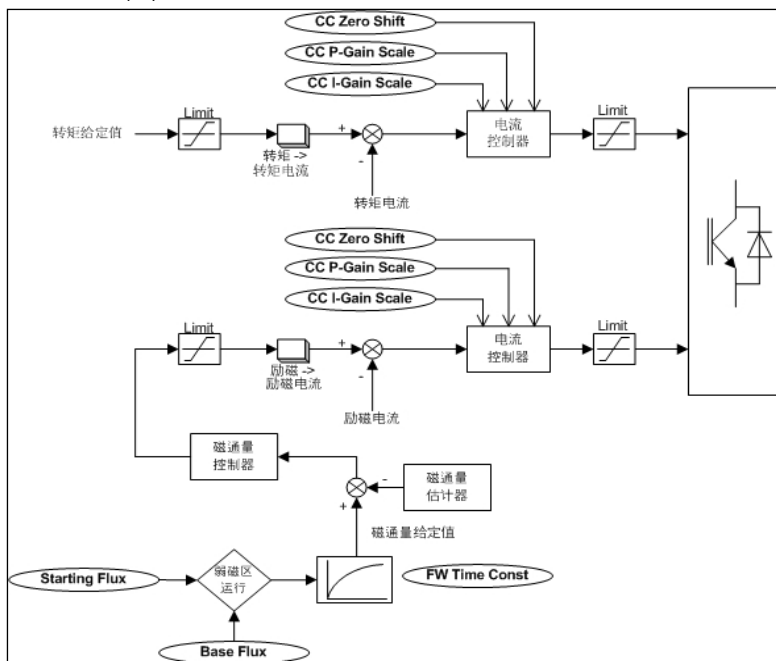 CC Zero Shift
CC P-Gain Scale
CC I-Gain Scale
Limit
转矩给定值
转矩 ->
转矩电流
+
-
转矩电流
电流
控制器
Limit
CC Zero Shift
CC P-Gain Scale
CC I-Gain Scale
Limit
励磁 ->
励磁电流
+
-
励磁电流
电流
控制器
Limit
磁通量
控制器
-
+
磁通量
估计器
磁通量给定值
Starting Flux
弱磁区
运行
FW Time Const
Base Flux